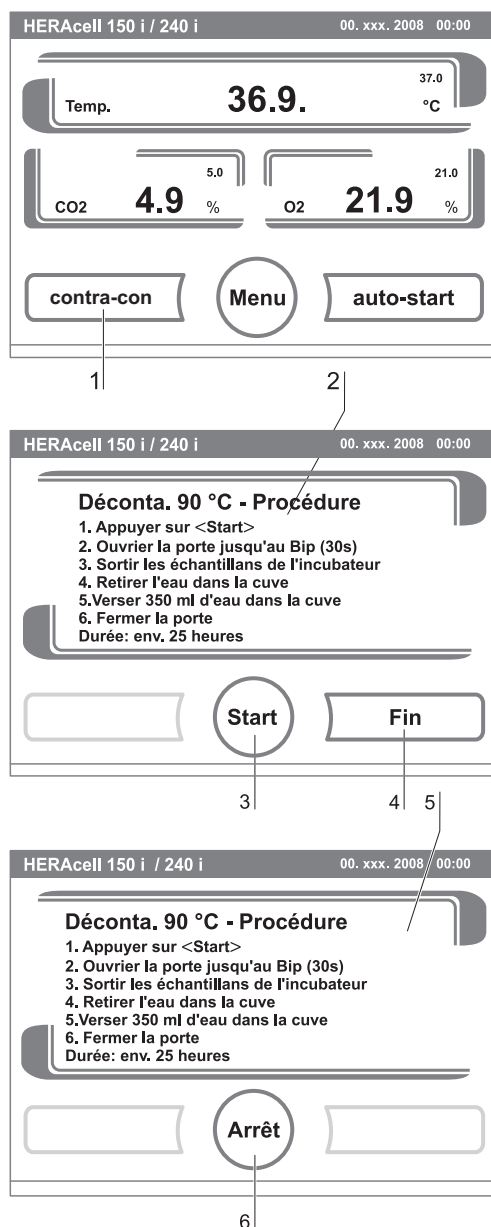 HERAcell 150 i / 240 i 00. xxx. 2008 00:00
37.0
Temp. 36.9. °C
5.0 21.0
CO2 4.9 % O2 21.9 %
contra-con Menu auto-start
1 2
HERAcell 150 i / 240 i 00. xxx. 2008 00:00
Déconta. 90 °C - Procédure
1. Appuyer sur <Start>
2. Ouvrier la porte jusqu'au Bip (30s)
3. Sortir les échantillans de l'incubateur
4. Retirer l'eau dans la cuve
5.Verser 350 ml d'eau dans la cuve
6. Fermer la porte
Durée: env. 25 heures
Start Fin
3 4 5
HERAcell 150 i / 240 i 00. xxx. 2008 00:00
Déconta. 90 °C - Procédure
1. Appuyer sur <Start>
2. Ouvrier la porte jusqu'au Bip (30s)
3. Sortir les échantillans de l'incubateur
4. Retirer l'eau dans la cuve
5.Verser 350 ml d'eau dans la cuve
6. Fermer la porte
Durée: env. 25 heures
Arrêt
6